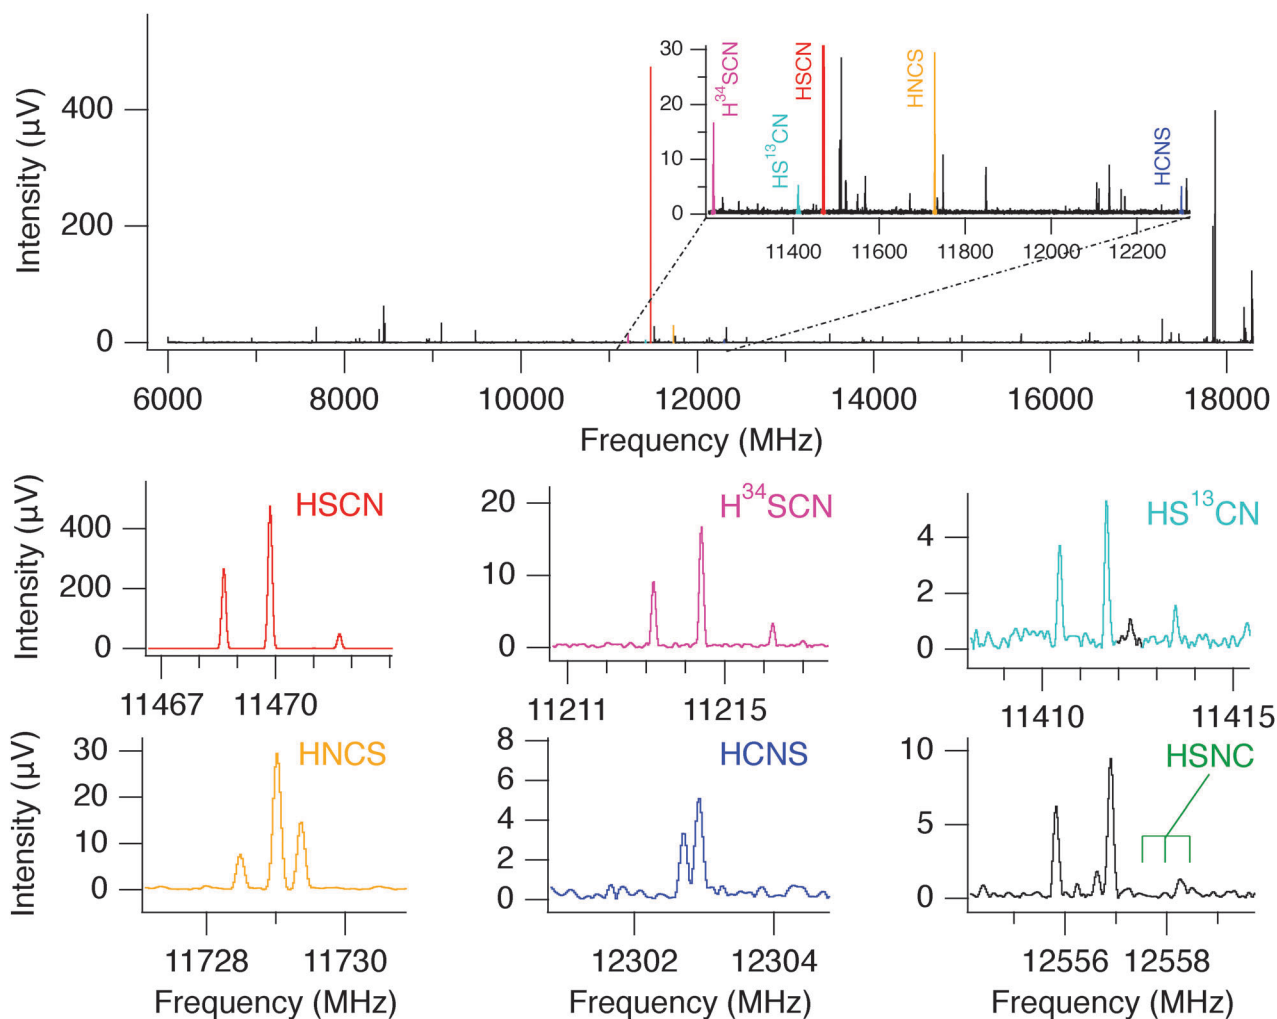 Intensity (µV)
400
200
0
6000
8000
10000
12000
14000
16000
18000
Frequency (MHz)
30
20
10
0
H³⁴SCN
HS¹³CN
HSCN
HNCS
HCNS
11400
11600
11800
12000
12200
Intensity (µV)
400
200
0
HSCN
11467
11470
20
10
0
H³⁴SCN
11211
11215
4
2
0
HS¹³CN
11410
11415
Intensity (µV)
30
20
10
0
HNCS
11728
11730
Frequency (MHz)
8
6
4
2
0
HCNS
12302
12304
Frequency (MHz)
10
5
0
HSNC
12556
12558
Frequency (MHz)